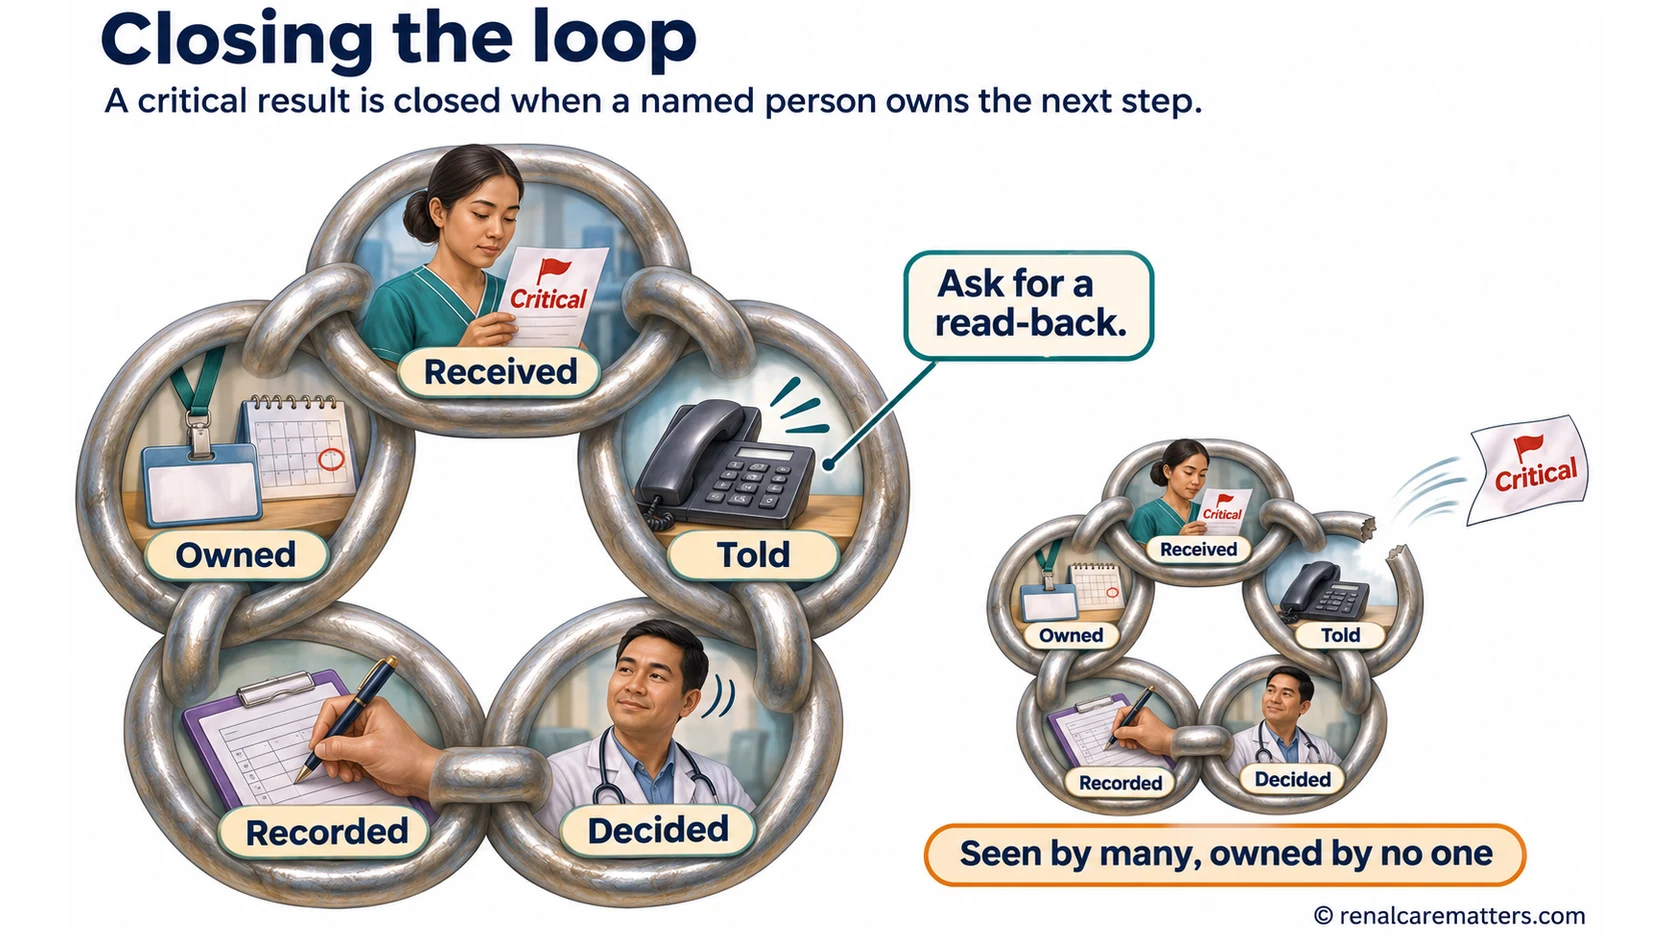 Closing the loop
A critical result is closed when a named person owns the next step.
Critical
Received
Ask for a
read-back.
Owned
Told
Recorded
Decided
Critical
Critical
Received
Owned
Told
Recorded
Decided
Seen by many, owned by no one
© renalcarematters.com